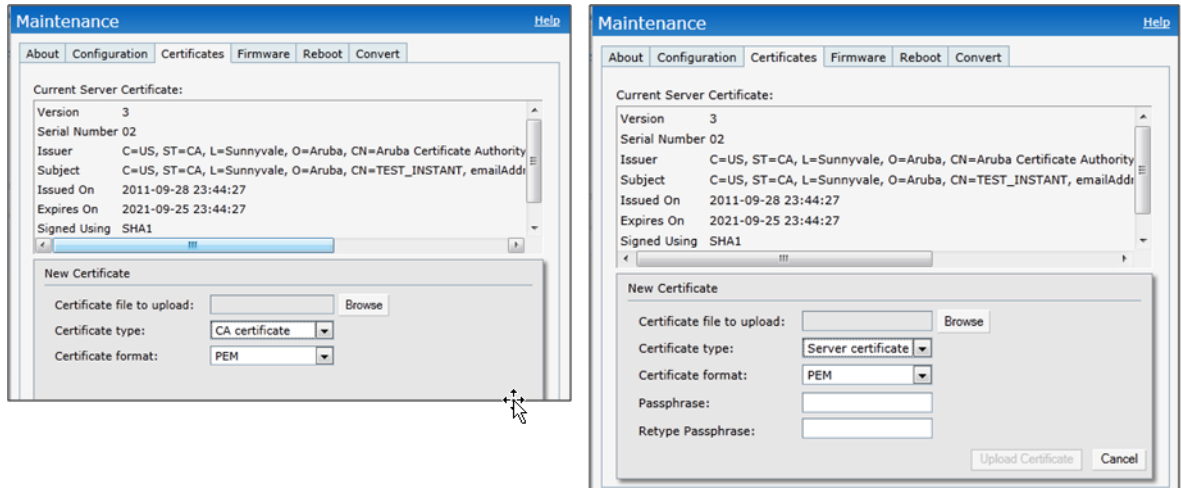 Maintenance Help
About Configuration Certificates Firmware Reboot Convert
Current Server Certificate:
Version 3
Serial Number 02
Issuer C=US, ST=CA, L=Sunnyvale, O=Aruba, CN=Aruba Certificate Authority
Subject C=US, ST=CA, L=Sunnyvale, O=Aruba, CN=TEST_INSTANT, emailAddr
Issued On 2011-09-28 23:44:27
Expires On 2021-09-25 23:44:27
Signed Using SHA1
New Certificate
Certificate file to upload: Browse
Certificate type: CA certificate
Certificate format: PEM
Maintenance Help
About Configuration Certificates Firmware Reboot Convert
Current Server Certificate:
Version 3
Serial Number 02
Issuer C=US, ST=CA, L=Sunnyvale, O=Aruba, CN=Aruba Certificate Authority
Subject C=US, ST=CA, L=Sunnyvale, O=Aruba, CN=TEST_INSTANT, emailAddr
Issued On 2011-09-28 23:44:27
Expires On 2021-09-25 23:44:27
Signed Using SHA1
New Certificate
Certificate file to upload: Browse
Certificate type: Server certificate
Certificate format: PEM
Passphrase:
Retype Passphrase:
Upload Certificate Cancel